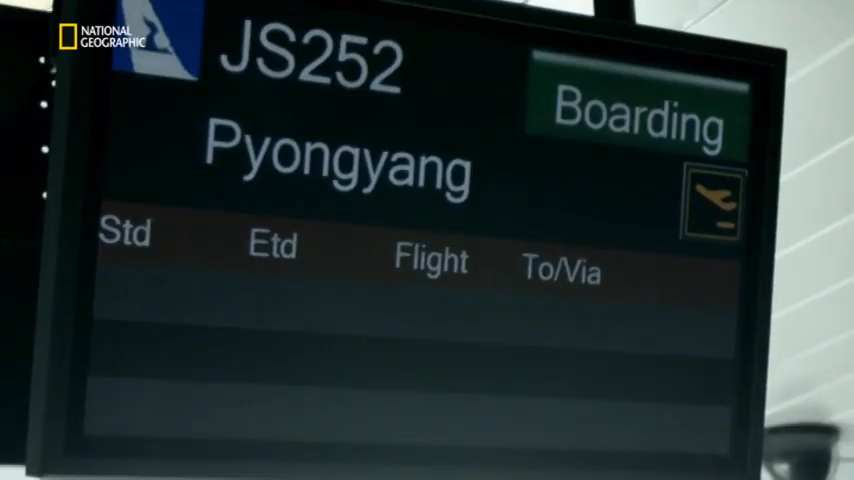 NATIONAL
GEOGRAPHIC
JS252
Boarding
Pyongyang
Std Etd Flight To/Via